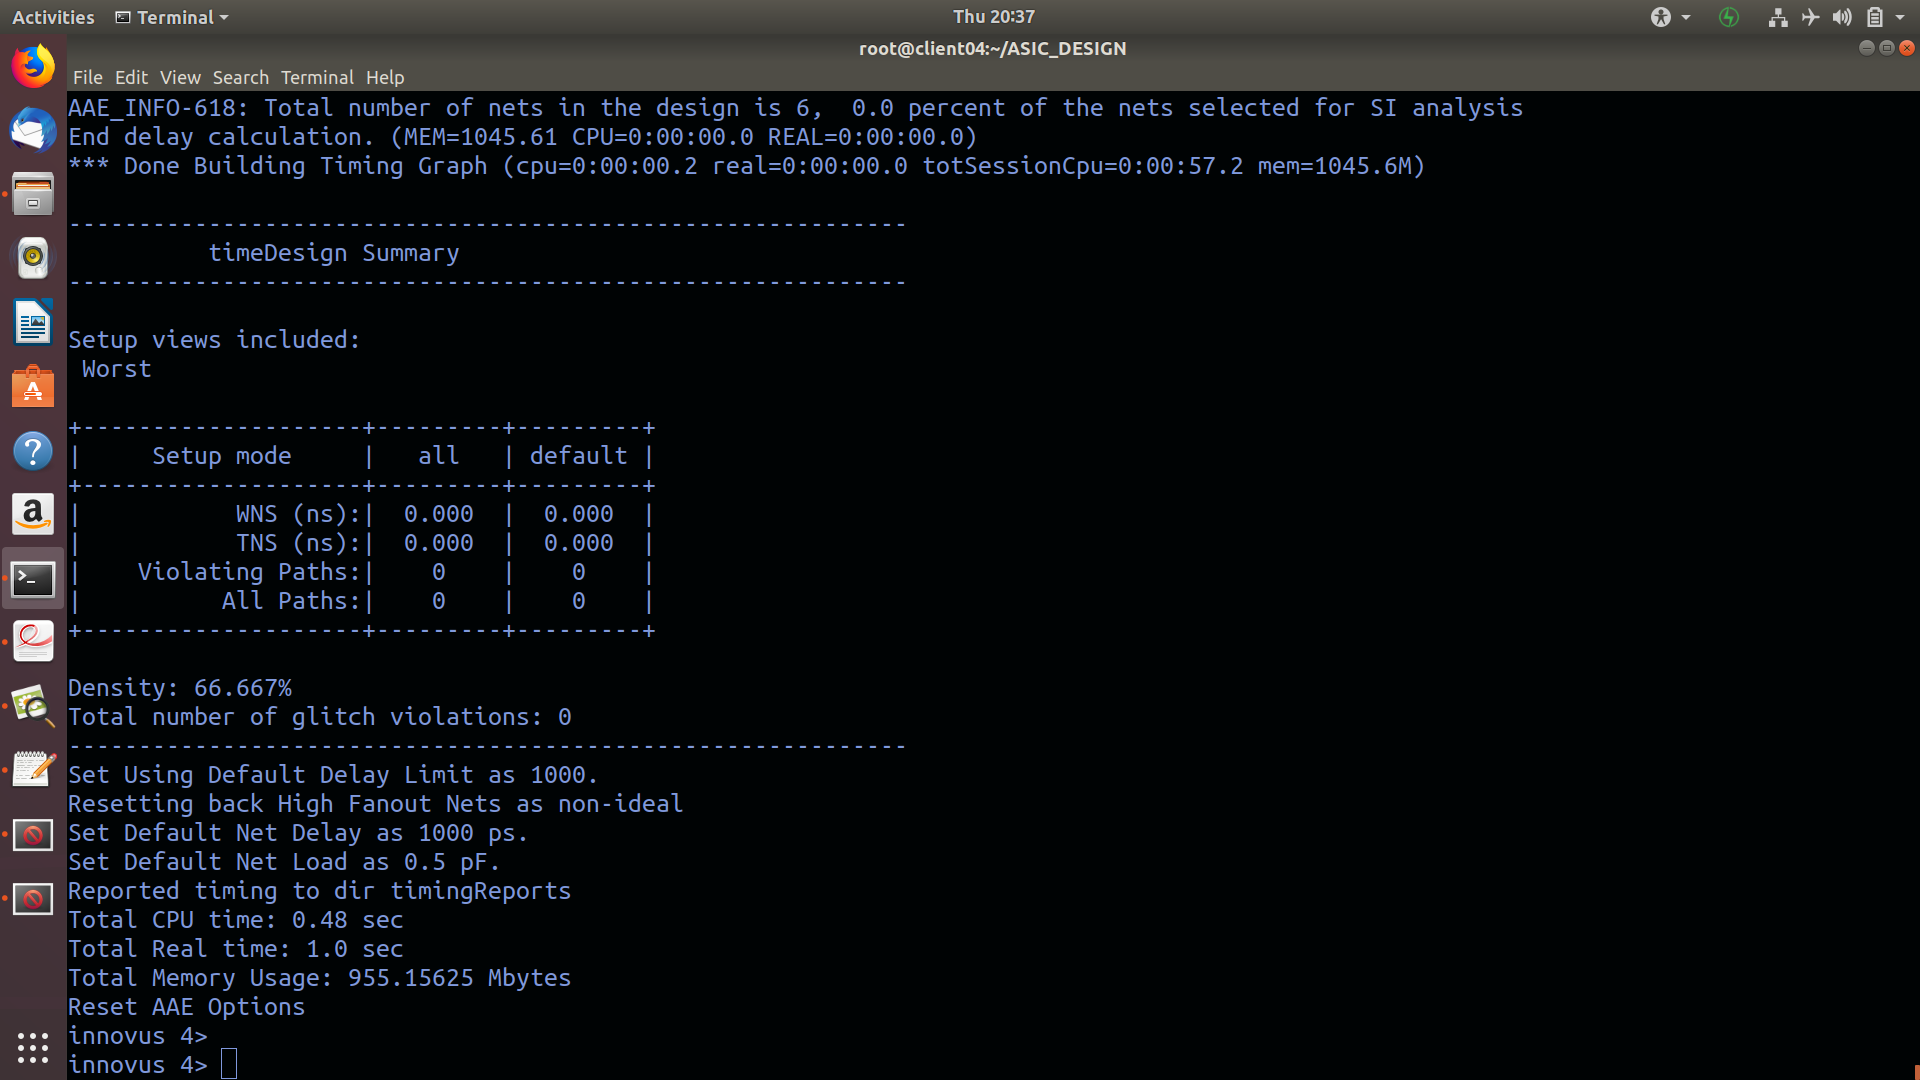 Activities Terminal Thu 20:37
root@client04:~/ASIC_DESIGN
File Edit View Search Terminal Help
AAE_INFO-618: Total number of nets in the design is 6,  0.0 percent of the nets selected for SI analysis
End delay calculation. (MEM=1045.61 CPU=0:00:00.0 REAL=0:00:00.0)
*** Done Building Timing Graph (cpu=0:00:00.2 real=0:00:00.0 totSessionCpu=0:00:57.2 mem=1045.6M)
------------------------------------------------------------
          timeDesign Summary
------------------------------------------------------------
Setup views included:
 Worst
+--------------------+---------+---------+
|     Setup mode     |   all   | default |
+--------------------+---------+---------+
|           WNS (ns):|  0.000  |  0.000  |
|           TNS (ns):|  0.000  |  0.000  |
|    Violating Paths:|    0    |    0    |
|          All Paths:|    0    |    0    |
+--------------------+---------+---------+
Density: 66.667%
Total number of glitch violations: 0
------------------------------------------------------------
Set Using Default Delay Limit as 1000.
Resetting back High Fanout Nets as non-ideal
Set Default Net Delay as 1000 ps.
Set Default Net Load as 0.5 pF.
Reported timing to dir timingReports
Total CPU time: 0.48 sec
Total Real time: 1.0 sec
Total Memory Usage: 955.15625 Mbytes
Reset AAE Options
innovus 4>
innovus 4>